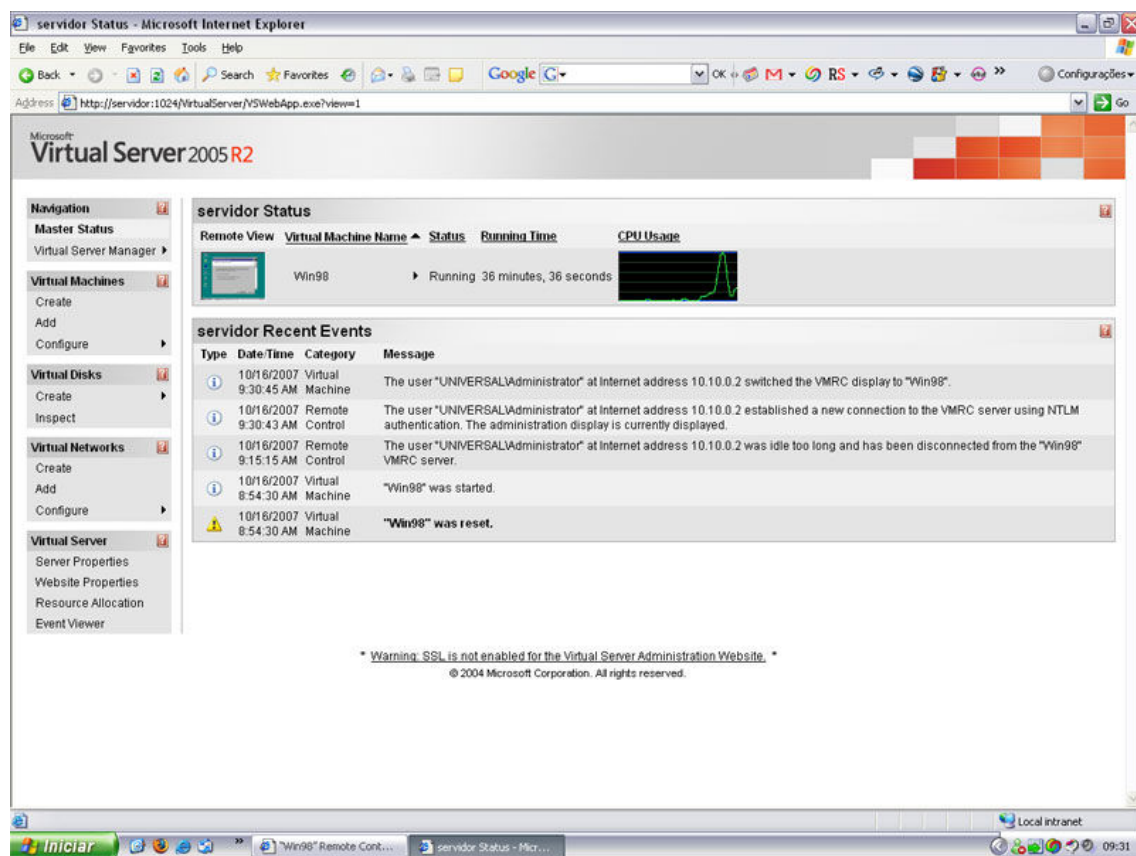 servidor Status - Microsoft Internet Explorer
File Edit View Favorites Tools Help
Back Search Favorites Google G OK RS » Configurações
Address http://servidor:1024/VirtualServer/VSWebApp.exe?view=1 Go
Microsoft
Virtual Server 2005 R2
Navigation
Master Status
Virtual Server Manager
Virtual Machines
Create
Add
Configure
Virtual Disks
Create
Inspect
Virtual Networks
Create
Add
Configure
Virtual Server
Server Properties
Website Properties
Resource Allocation
Event Viewer
servidor Status
Remote View Virtual Machine Name Status Running Time CPU Usage
Win98 Running 36 minutes, 36 seconds
servidor Recent Events
Type Date/Time Category Message
10/16/2007 Virtual
9:30:45 AM Machine
The user "UNIVERSAL\Administrator" at Internet address 10.10.0.2 switched the VMRC display to "Win98".
10/16/2007 Remote
9:30:43 AM Control
The user "UNIVERSAL\Administrator" at Internet address 10.10.0.2 established a new connection to the VMRC server using NTLM
authentication. The administration display is currently displayed.
10/16/2007 Remote
9:15:15 AM Control
The user "UNIVERSAL\Administrator" at Internet address 10.10.0.2 was idle too long and has been disconnected from the "Win98"
VMRC server.
10/16/2007 Virtual
8:54:30 AM Machine
"Win98" was started.
10/16/2007 Virtual
8:54:30 AM Machine
"Win98" was reset.
* Warning: SSL is not enabled for the Virtual Server Administration Website. *
© 2004 Microsoft Corporation. All rights reserved.
Local intranet
Iniciar » "Win98" Remote Cont... servidor Status - Micr... 09:31